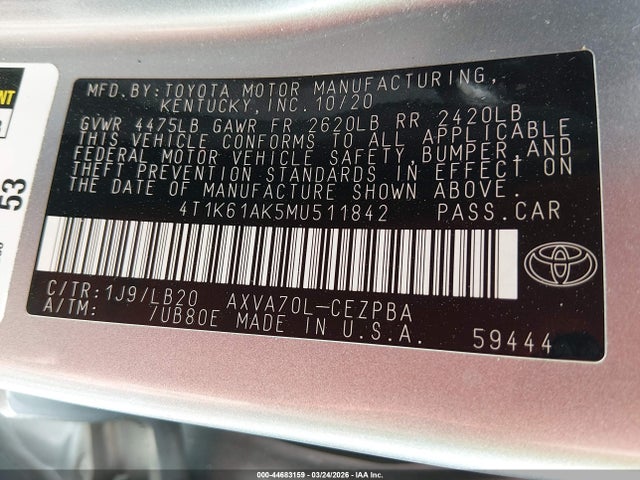 MFD. BY: TOYOTA MOTOR MANUFACTURING,
KENTUCKY, INC. 10/20
GVWR 4475LB GAWR FR 2620LB RR 2420LB
THIS VEHICLE CONFORMS TO ALL APPLICABLE
FEDERAL MOTOR VEHICLE SAFETY, BUMPER, AND
THEFT PREVENTION STANDARDS IN EFFECT ON
THE DATE OF MANUFACTURE SHOWN ABOVE.
4T1K61AK5MU511842 PASS.CAR
C/TR: 1J9/LB20 AXVA70L-CEZPBA
A/TM: 7UB80E MADE IN U.S.A.
59444
53
000-44683159 | 03/24/2026 | IAA, Inc.